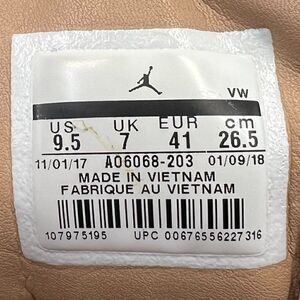 VW
US UK EUR cm
9.5 7 41 26.5
11/01/17 AO6068-203 01/09/18
MADE IN VIETNAM
FABRIQUE AU VIETNAM
107975195 UPC 00676556227316